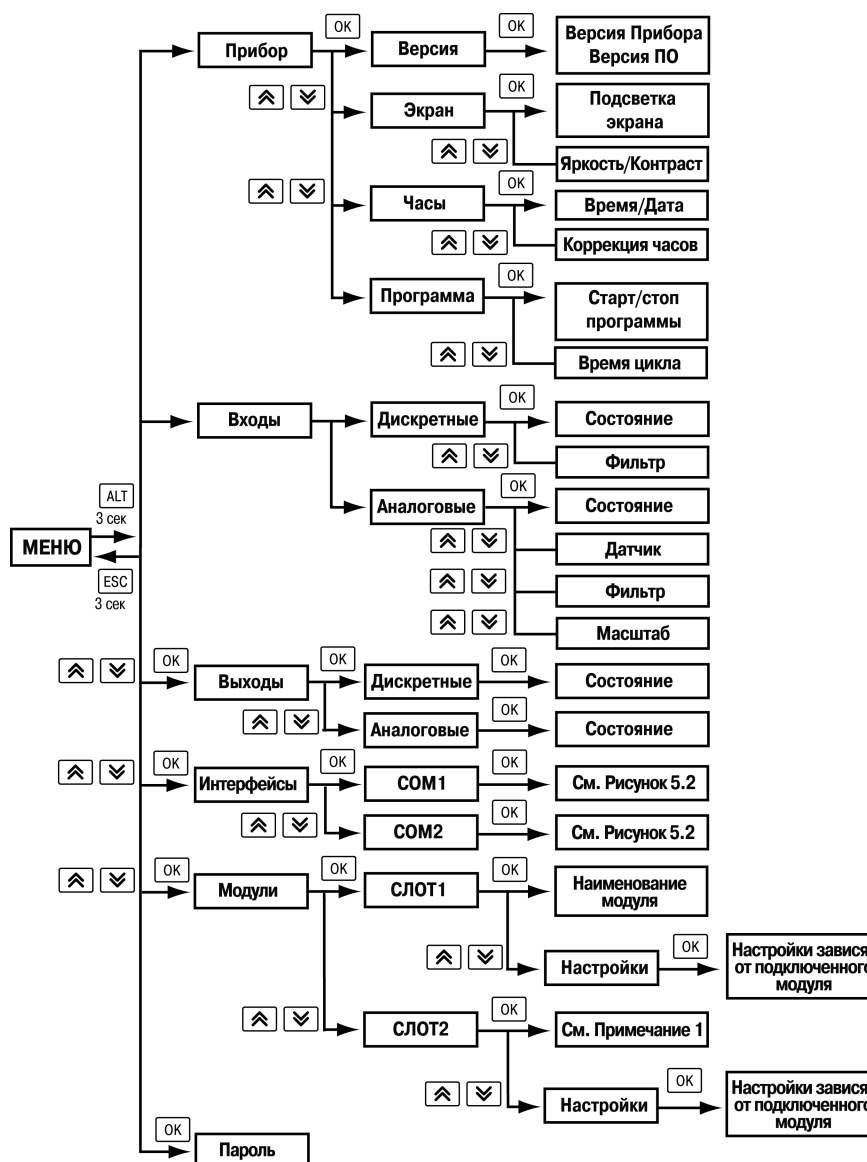 OK
OK
Прибор
Версия
Версия Прибора
Версия ПО
OK
Экран
Подсветка
экрана
Яркость/Контраст
OK
Часы
Время/Дата
Коррекция часов
OK
Программа
Старт/стоп
программы
Время цикла
OK
Входы
Дискретные
Состояние
Фильтр
OK
Аналоговые
Состояние
ALT
3 сек
МЕНЮ
Датчик
ESC
3 сек
Фильтр
Масштаб
OK
OK
OK
Выходы
Дискретные
Состояние
OK
Аналоговые
Состояние
OK
OK
OK
Интерфейсы
COM1
См. Рисунок 5.2
OK
COM2
См. Рисунок 5.2
OK
OK
OK
Модули
СЛОТ1
Наименование
модуля
OK
Настройки
Настройки завися
от подключенного
модуля
OK
СЛОТ2
См. Примечание 1
OK
Настройки
Настройки завися
от подключенного
модуля
OK
Пароль